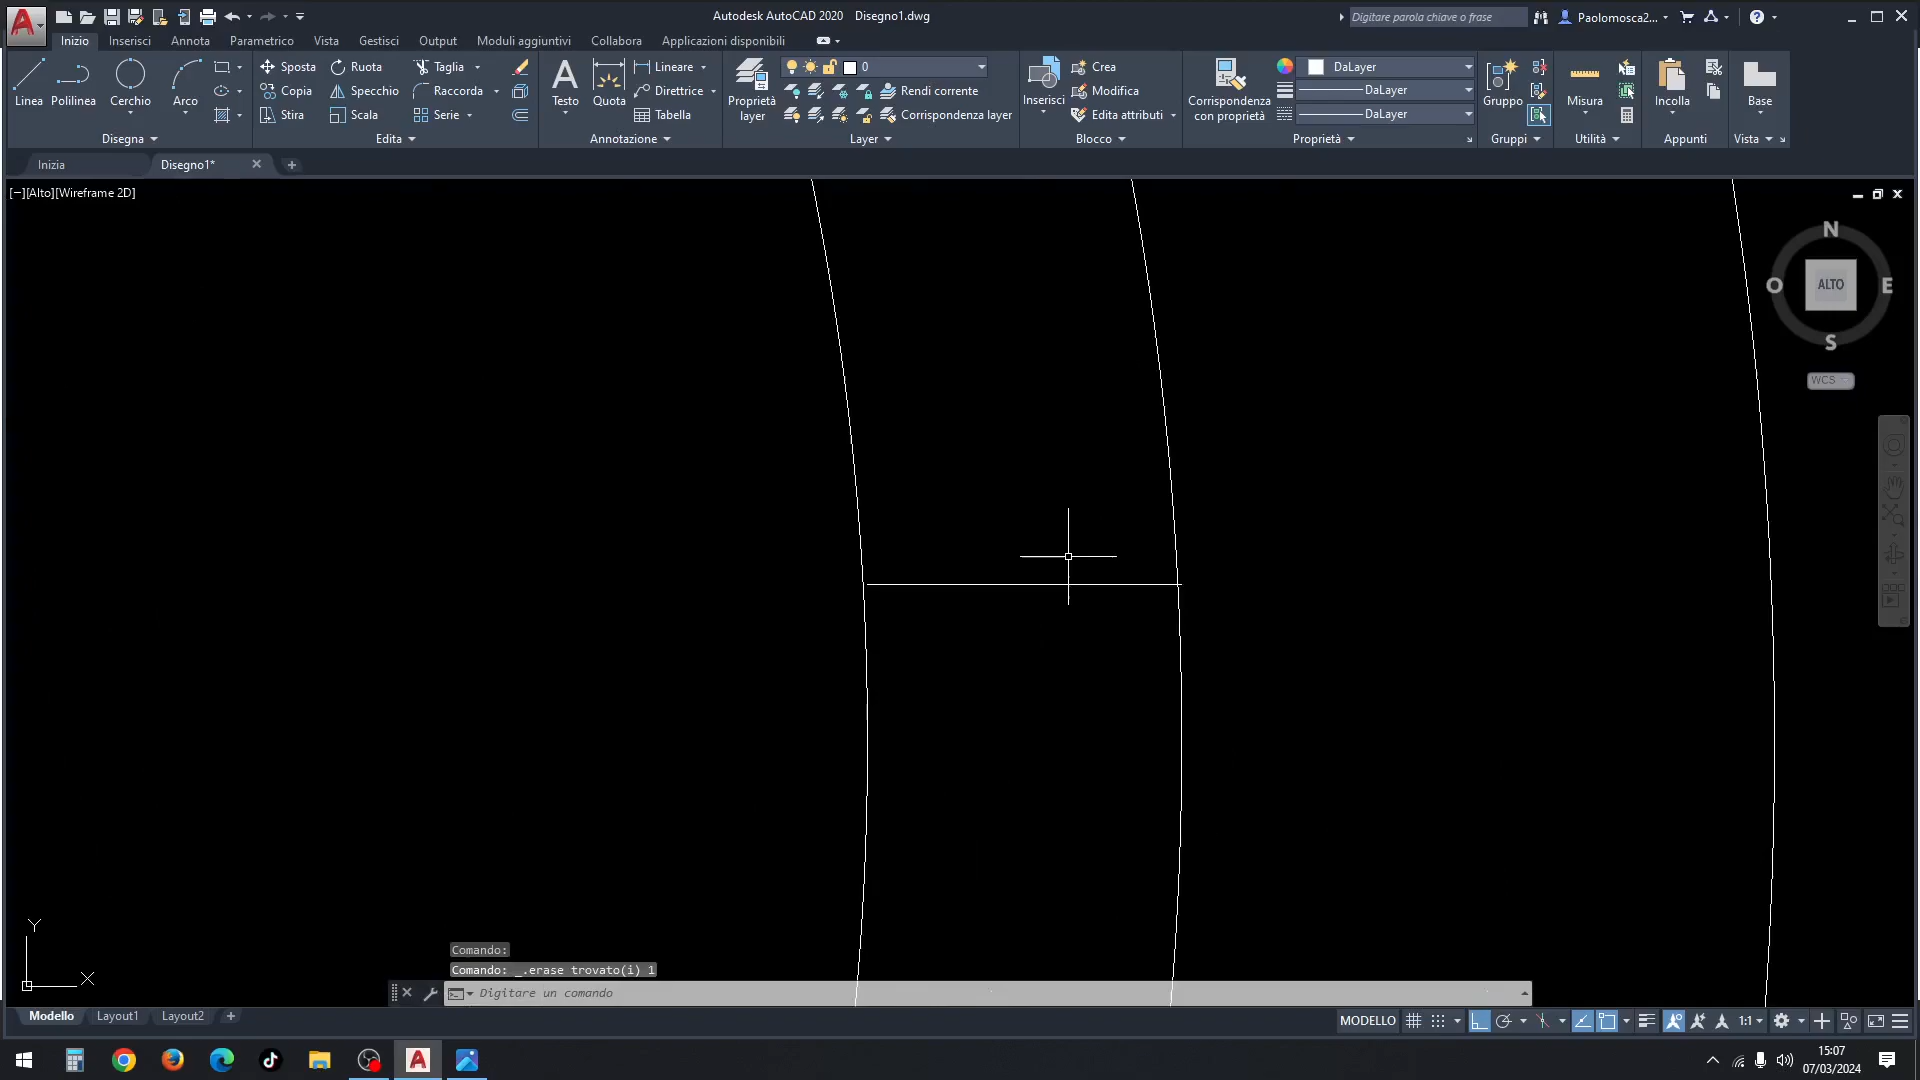 Autodesk AutoCAD 2020 Disegno1.dwg
Digitare parola chiave o frase
Paolomosca2...
Inizio Inserisci Annota Parametrico Vista Gestisci Output Moduli aggiuntivi Collabora Applicazioni disponibili
Linea Polilinea Cerchio Arco
Sposta Ruota Taglia
Copia Specchio Raccorda
Stira Scala Serie
Testo Quota
Lineare
Direttrice
Tabella
Proprietà layer
0
Rendi corrente
Corrispondenza layer
Inserisci
Crea
Modifica
Edita attributi
Corrispondenza con proprietà
DaLayer
DaLayer
DaLayer
Gruppo
Misura
Incolla
Base
Disegna Edita Annotazione Layer Blocco Proprietà Gruppi Utilità Appunti Vista
Inizia Disegno1*
[−][Alto][Wireframe 2D]
N
O ALTO E
S
WCS
Y
X
Comando:
Comando: _.erase trovato(i) 1
Digitare un comando
Modello Layout1 Layout2
MODELLO 1:1
15:07
07/03/2024